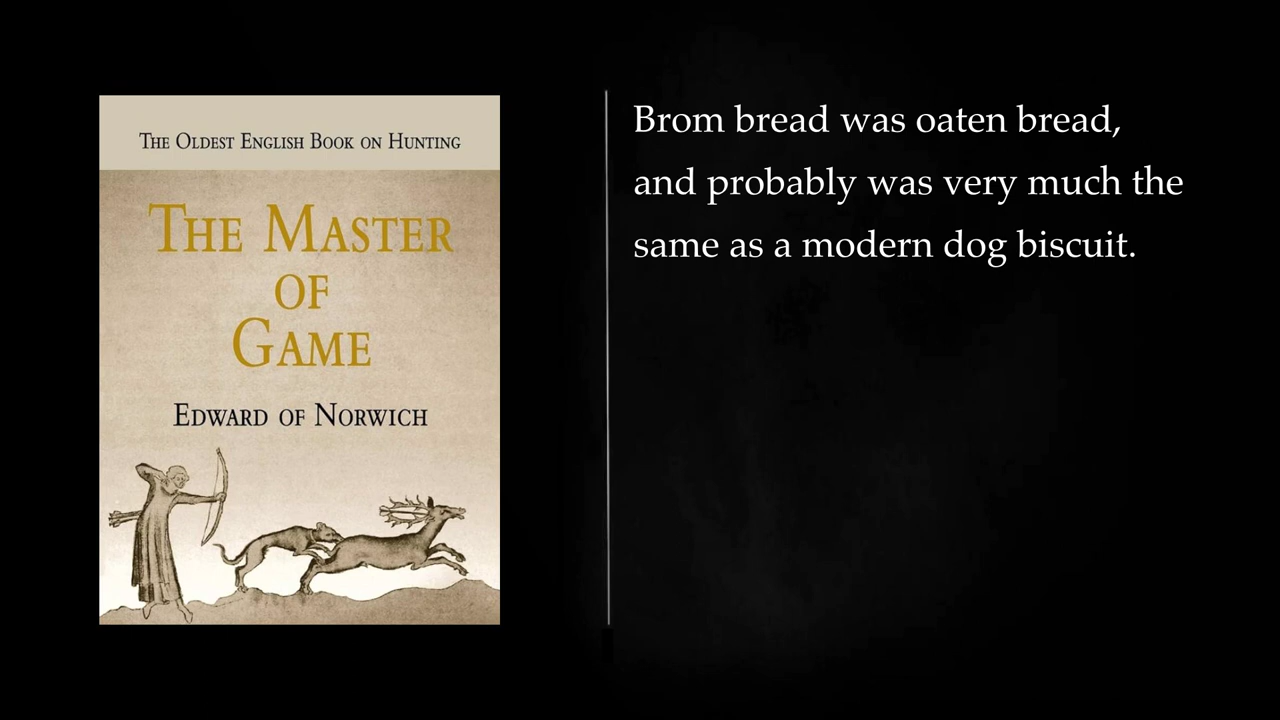 The Oldest English Book on Hunting
The Master
of
Game
Edward of Norwich
Brom bread was oaten bread,
and probably was very much the
same as a modern dog biscuit.